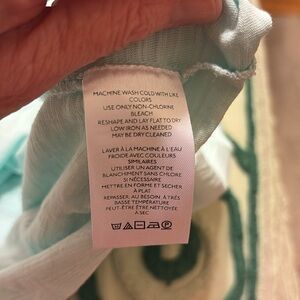 MACHINE WASH COLD WITH LIKE
COLORS
USE ONLY NON-CHLORINE
BLEACH
RESHAPE AND LAY FLAT TO DRY
LOW IRON AS NEEDED
MAY BE DRY CLEANED
LAVER À LA MACHINE À L'EAU
FROIDE AVEC COULEURS
SIMILAIRES
UTILISER UN AGENT DE
BLANCHIMENT SANS CHLORE
SI NÉCESSAIRE
METTRE EN FORME ET SÉCHER
À PLAT
REPASSER, AU BESOIN, À TRÈS
BASSE TEMPÉRATURE
PEUT-ÊTRE ÊTRE NETTOYÉE
À SEC